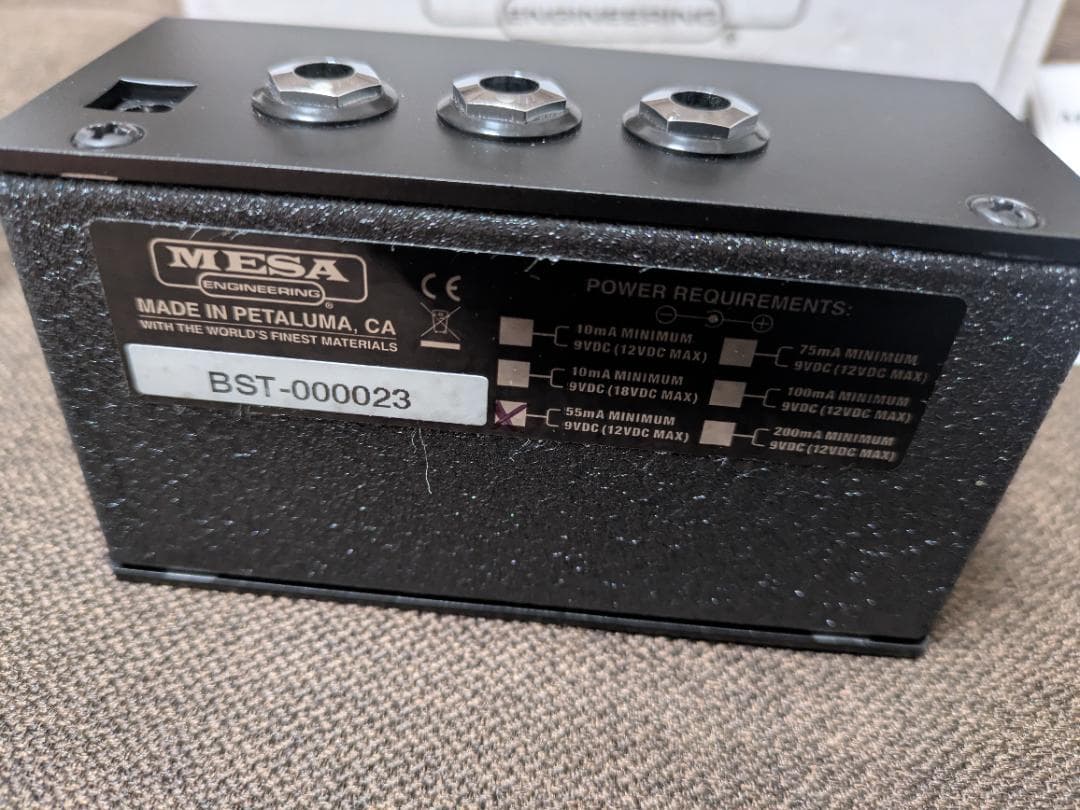 ENGINEERING
MESA
ENGINEERING
®
MADE IN PETALUMA, CA
WITH THE WORLD'S FINEST MATERIALS
BST-000023
CE
POWER REQUIREMENTS:
10mA MINIMUM
9VDC (12VDC MAX)
10mA MINIMUM
9VDC (18VDC MAX)
55mA MINIMUM
9VDC (12VDC MAX)
75mA MINIMUM
9VDC (12VDC MAX)
100mA MINIMUM
9VDC (12VDC MAX)
200mA MINIMUM
9VDC (12VDC MAX)